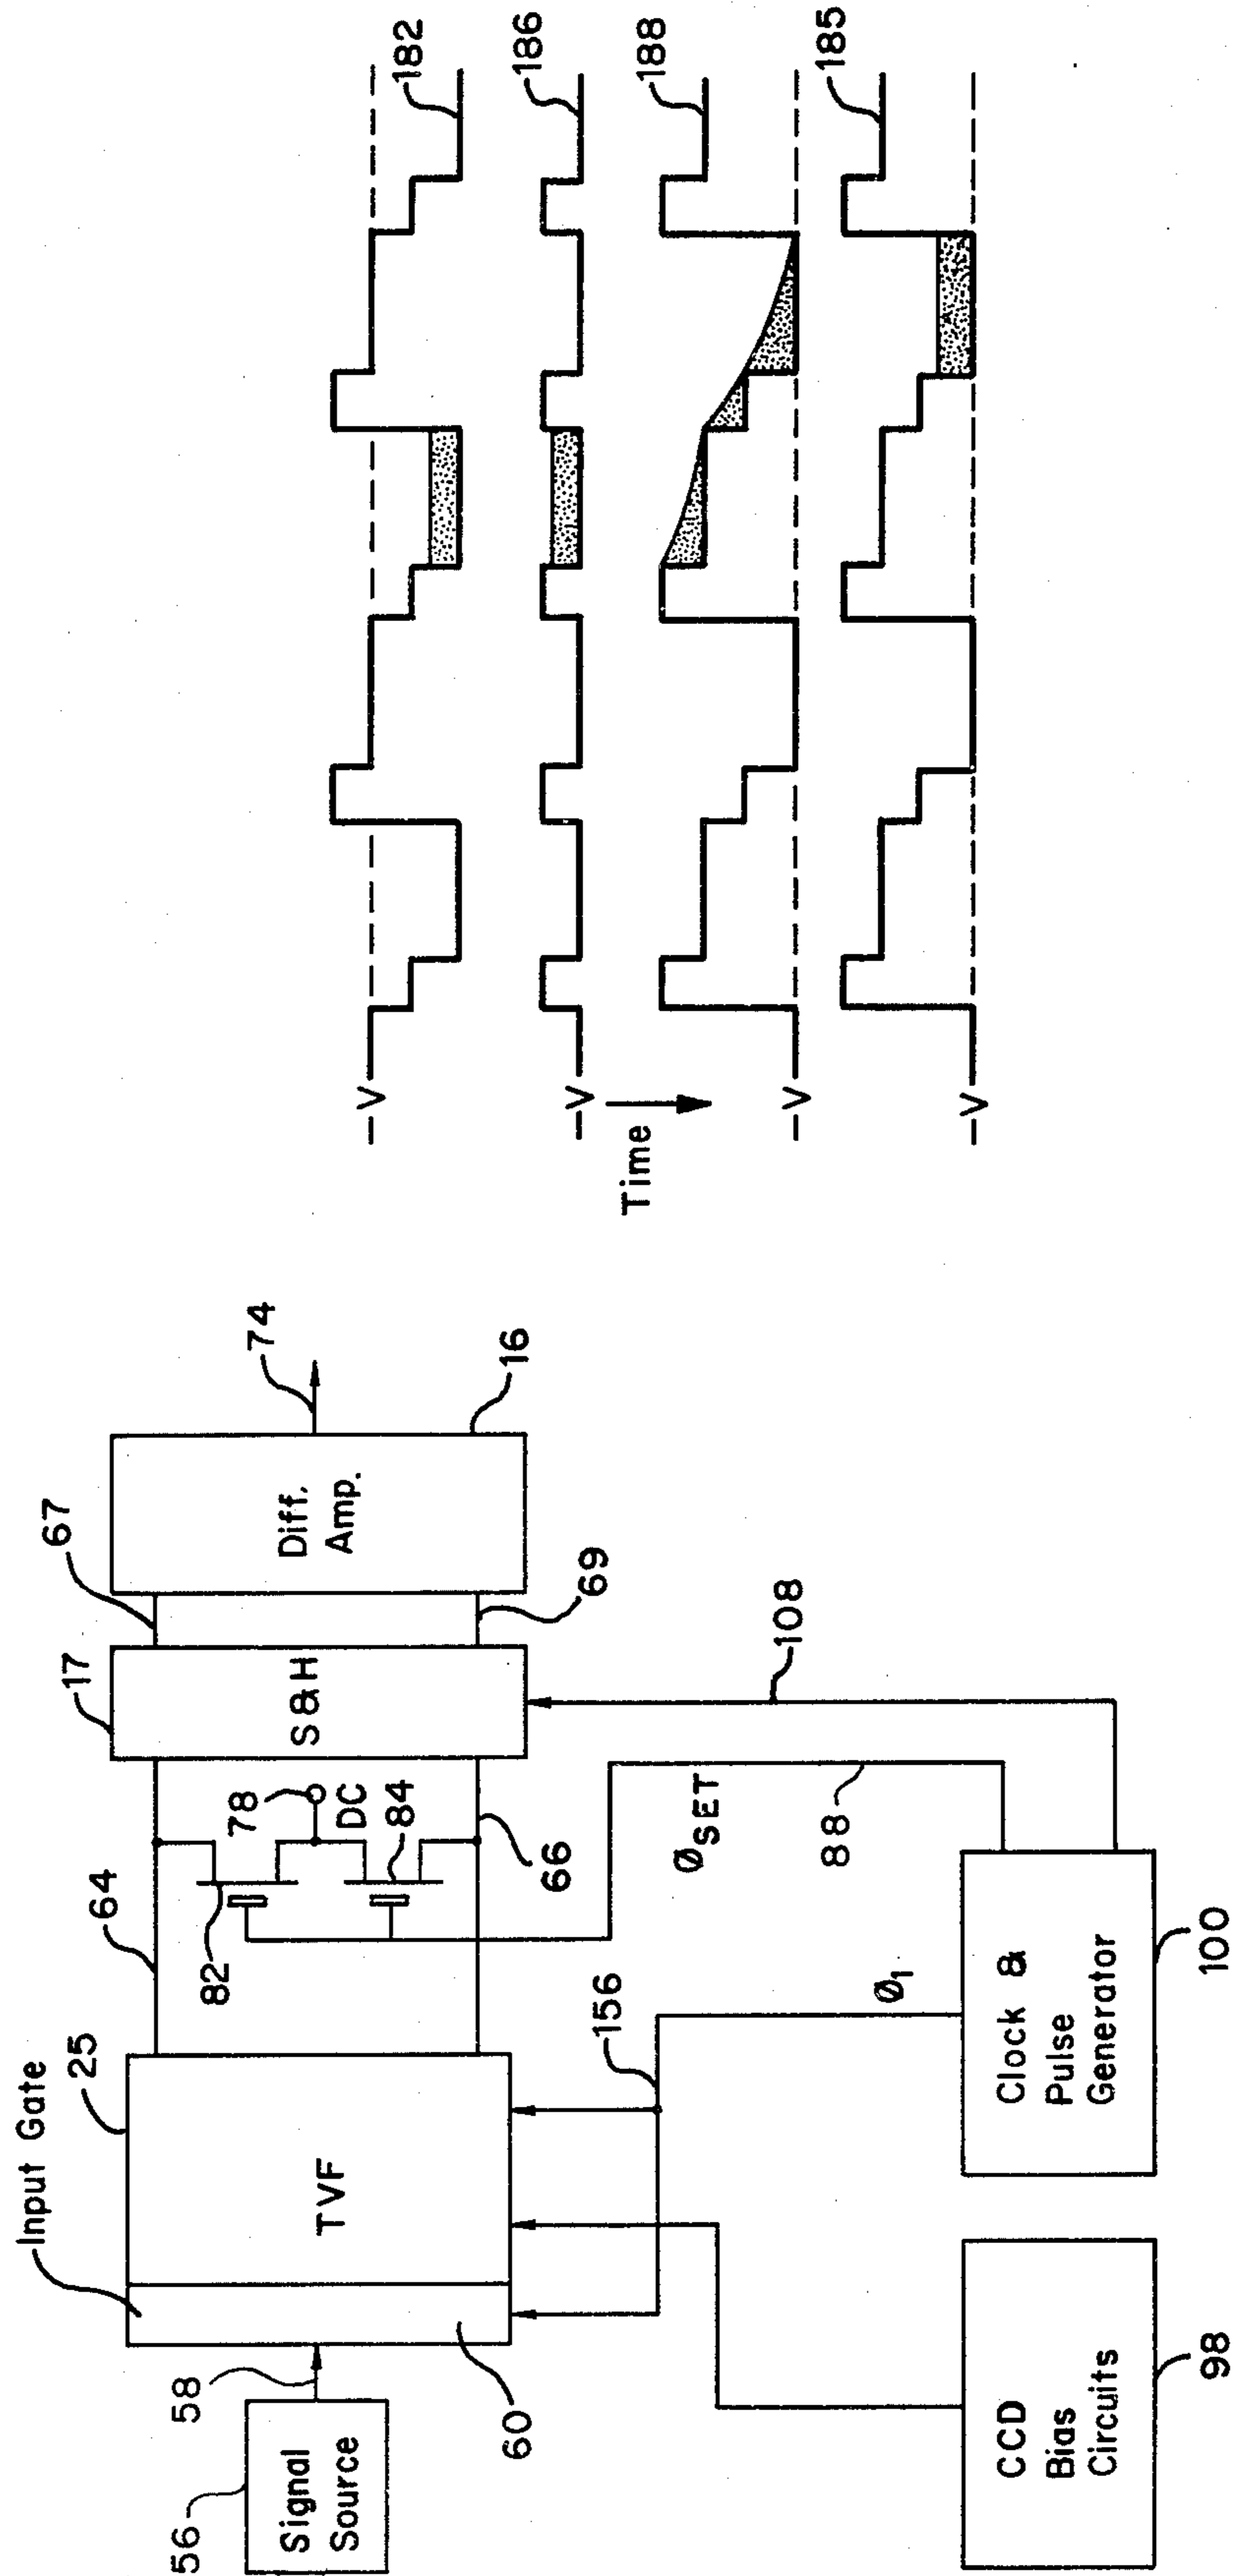 Input Gate
25
64
67
74
17
16
56
Signal
Source
58
60
TVF
82
78
DC
84
66
S & H
69
Diff.
Amp.
156
Ø1
ØSET
88
108
CCD
Bias
Circuits
98
Clock &
Pulse
Generator
100
–V
182
–V
186
Time
–V
188
–V
185